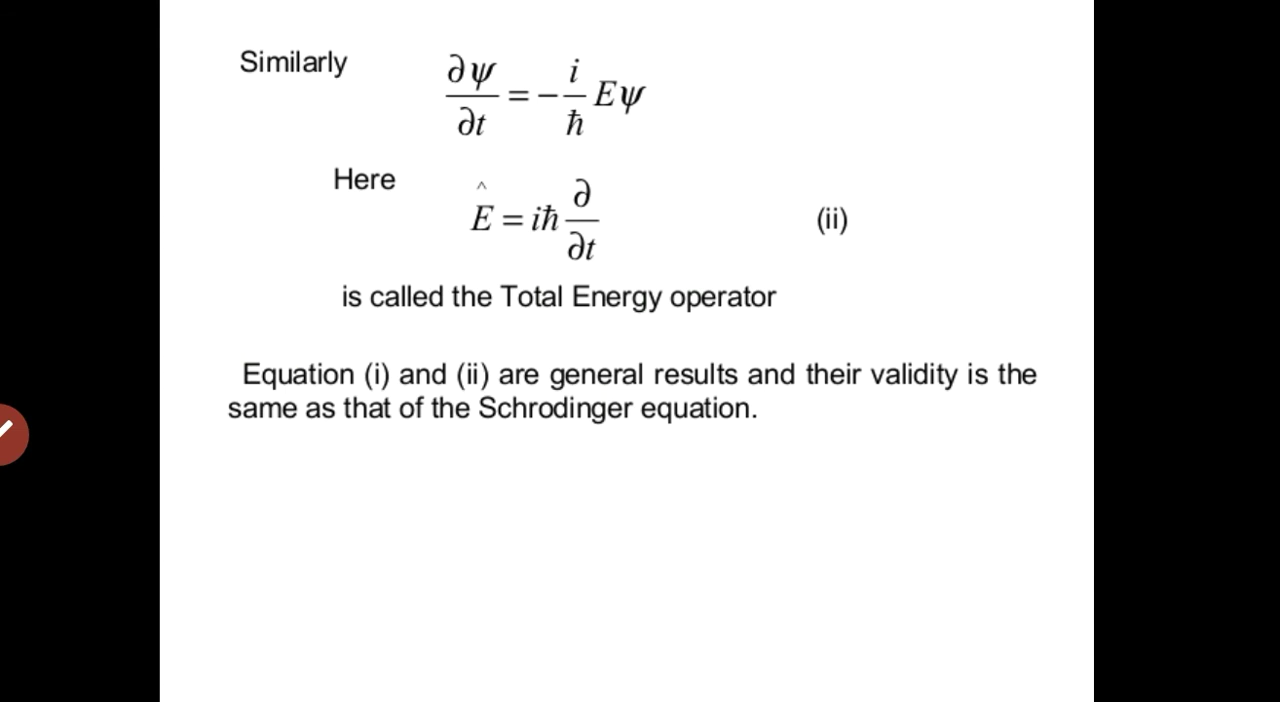 Similarly ∂ψ/∂t = −i/ħ Eψ
Here Ê = iħ ∂/∂t (ii)
is called the Total Energy operator
Equation (i) and (ii) are general results and their validity is the
same as that of the Schrodinger equation.